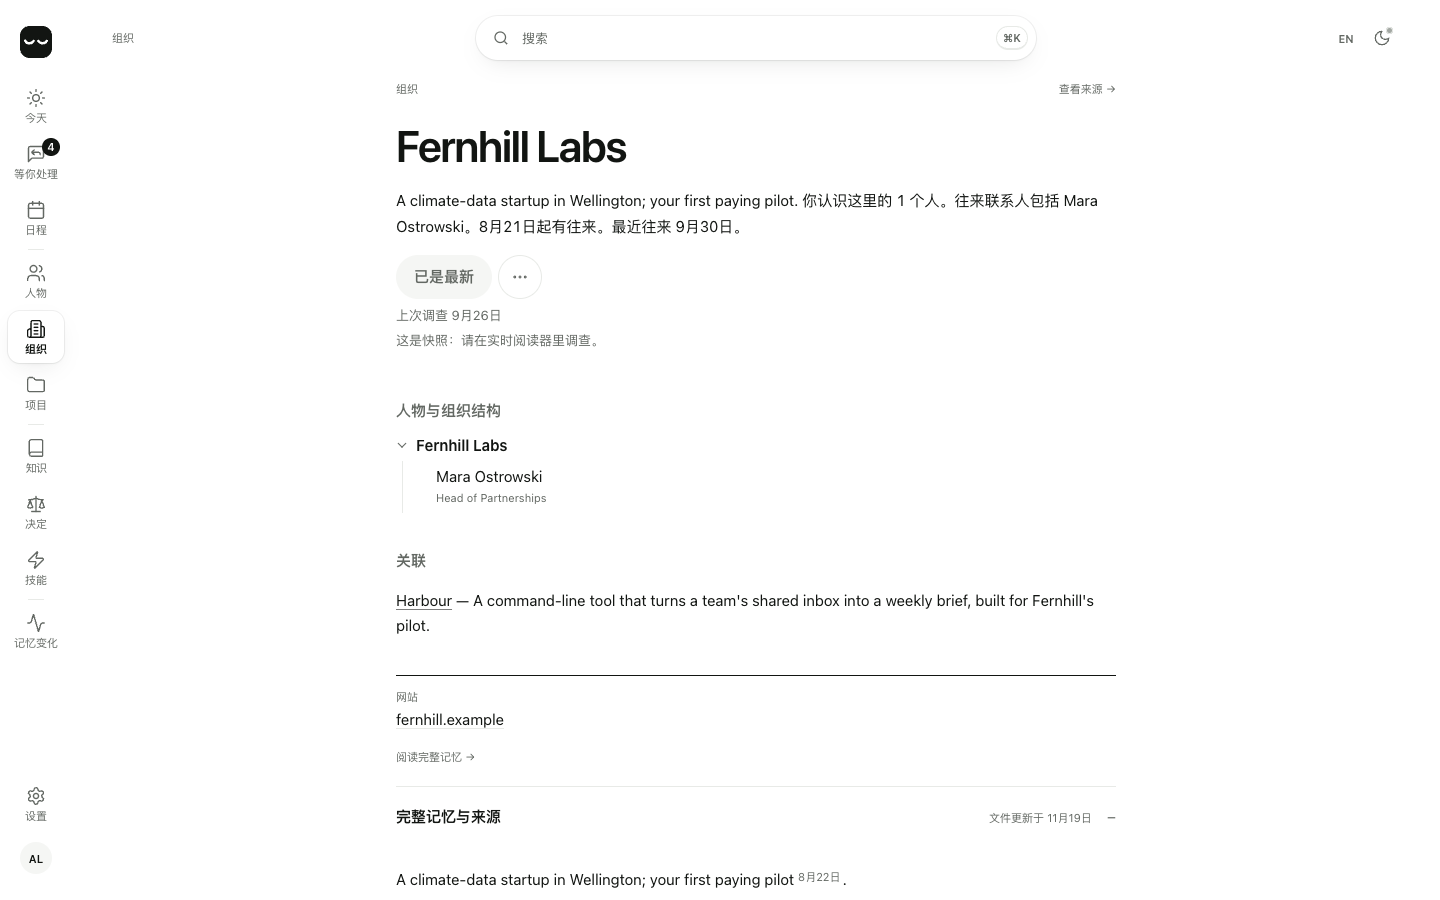 组织
搜索
⌘K
EN
今天
4
等你处理
日程
人物
组织
项目
知识
决定
技能
记忆变化
设置
AL
组织
查看来源 →
Fernhill Labs
A climate-data startup in Wellington; your first paying pilot. 你认识这里的 1 个人。往来联系人包括 Mara
Ostrowski。8月21日起有往来。最近往来 9月30日。
已是最新
···
上次调查 9月26日
这是快照：请在实时阅读器里调查。
人物与组织结构
Fernhill Labs
Mara Ostrowski
Head of Partnerships
关联
Harbour — A command-line tool that turns a team's shared inbox into a weekly brief, built for Fernhill's
pilot.
网站
fernhill.example
阅读完整记忆 →
完整记忆与来源
文件更新于 11月19日 –
A climate-data startup in Wellington; your first paying pilot 8月22日 .